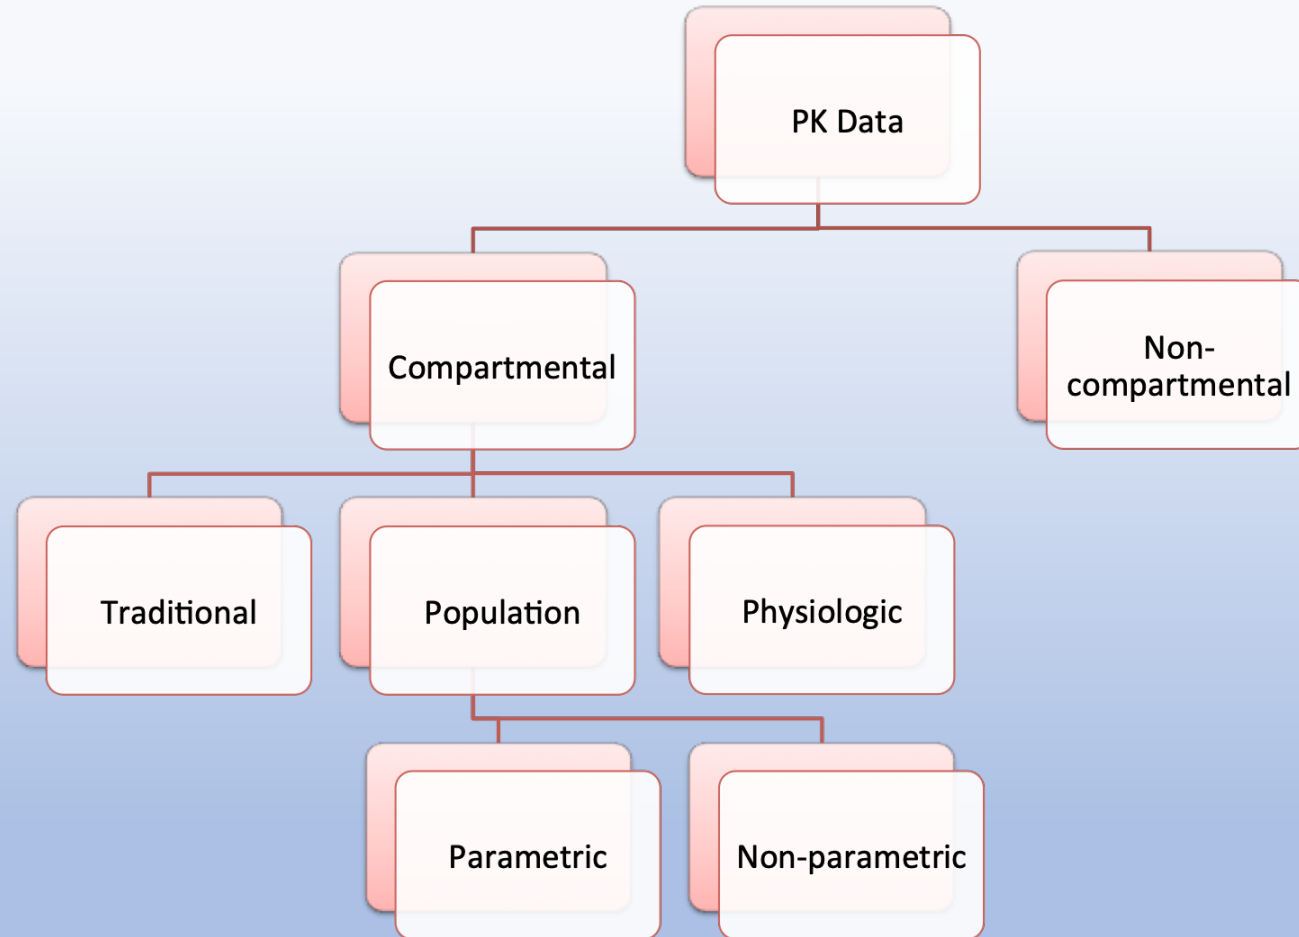 PK Data
Compartmental
Non-
compartmental
Traditional
Population
Physiologic
Parametric
Non-parametric